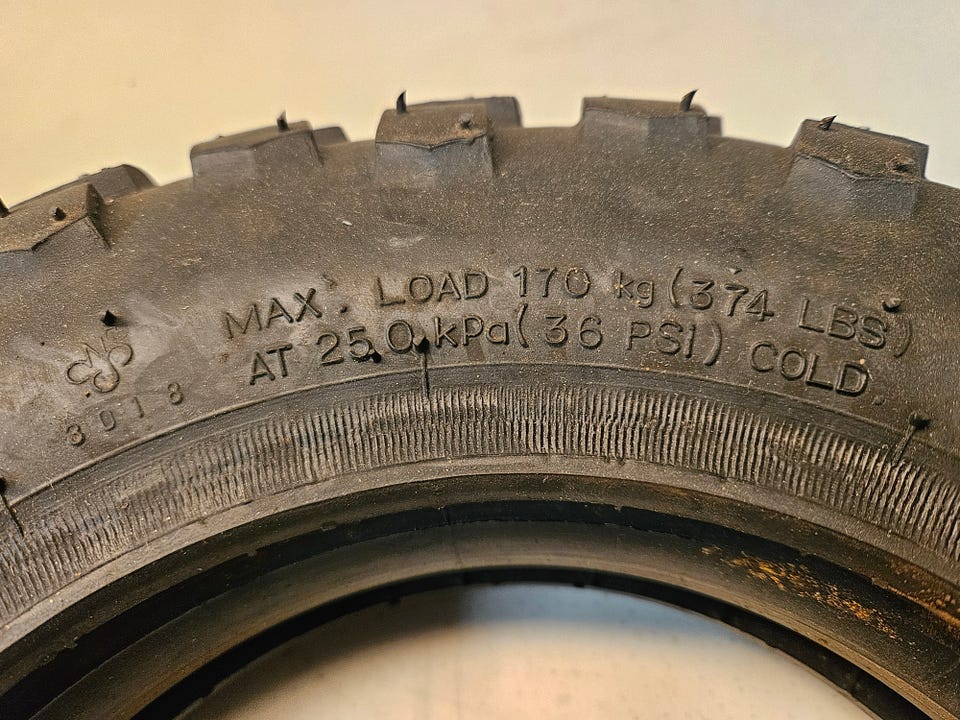 MAX. LOAD 170 kg (374 LBS)
AT 250 kPa (36 PSI) COLD.
3018